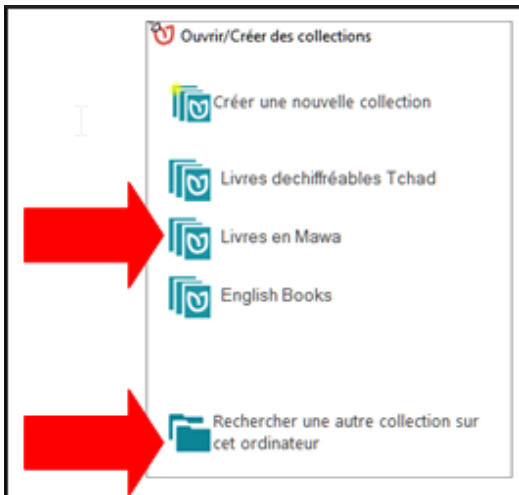 Ouvrir/Créer des collections
Créer une nouvelle collection
Livres dechiffréables Tchad
Livres en Mawa
English Books
Rechercher une autre collection sur
cet ordinateur